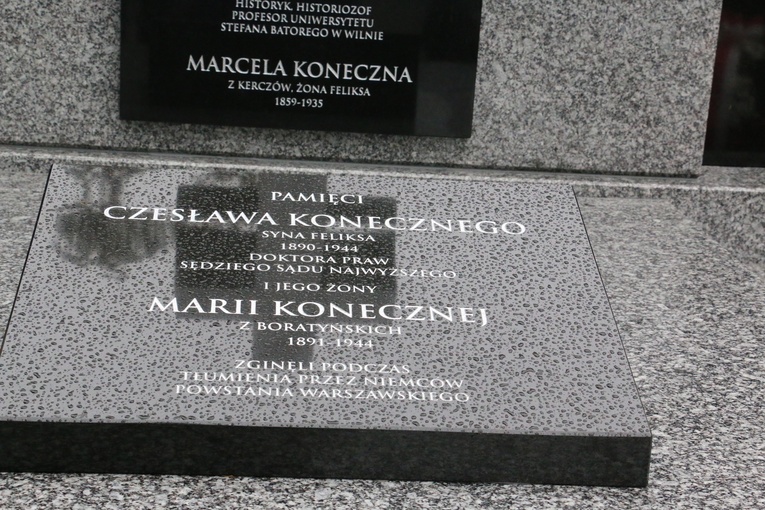 HISTORYK, HISTORIOZOF
PROFESOR UNIWERSYTETU
STEFANA BATOREGO W WILNIE
MARCELA KONECZNA
Z KERCZÓW, ŻONA FELIKSA
1859-1935
PAMIĘCI
CZESŁAWA KONECZNEGO
SYNA FELIKSA
1890-1944
DOKTORA PRAW
SĘDZIEGO SĄDU NAJWYŻSZEGO
I JEGO ŻONY
MARII KONECZNEJ
Z BORATYŃSKICH
1891-1944
ZGINĘLI PODCZAS
TŁUMIENIA PRZEZ NIEMCÓW
POWSTANIA WARSZAWSKIEGO